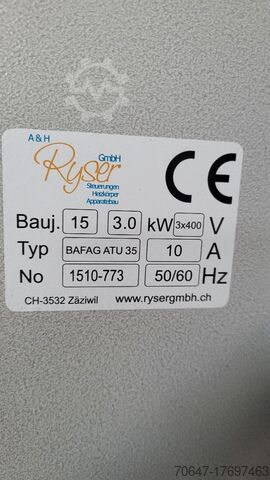 A & H
Ryser
GmbH
Steuerungen
Heizkörper
Apparatebau
CE
Bauj. 15 3.0 kW 3x400 V
Typ BAFAG ATU 35 10 A
No 1510-773 50/60 Hz
CH-3532 Zäziwil www.rysergmbh.ch
70647-17697463